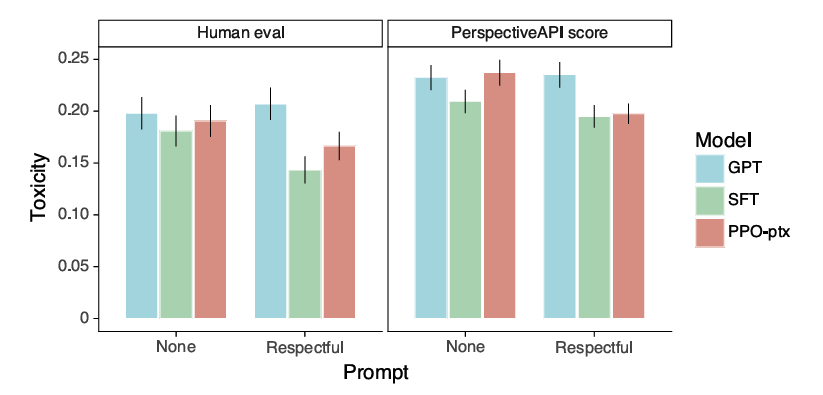 Human eval
PerspectiveAPI score
0.25
0.20
0.15
0.10
0.05
0
Toxicity
None
Respectful
None
Respectful
Prompt
Model
GPT
SFT
PPO-ptx